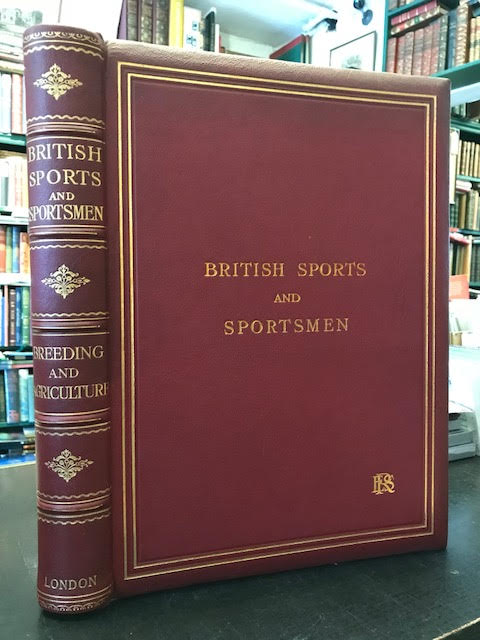 BRITISH
SPORTS
AND
SPORTSMEN
BREEDING
AND
AGRICULTURE
LONDON
BRITISH SPORTS
AND
SPORTSMEN